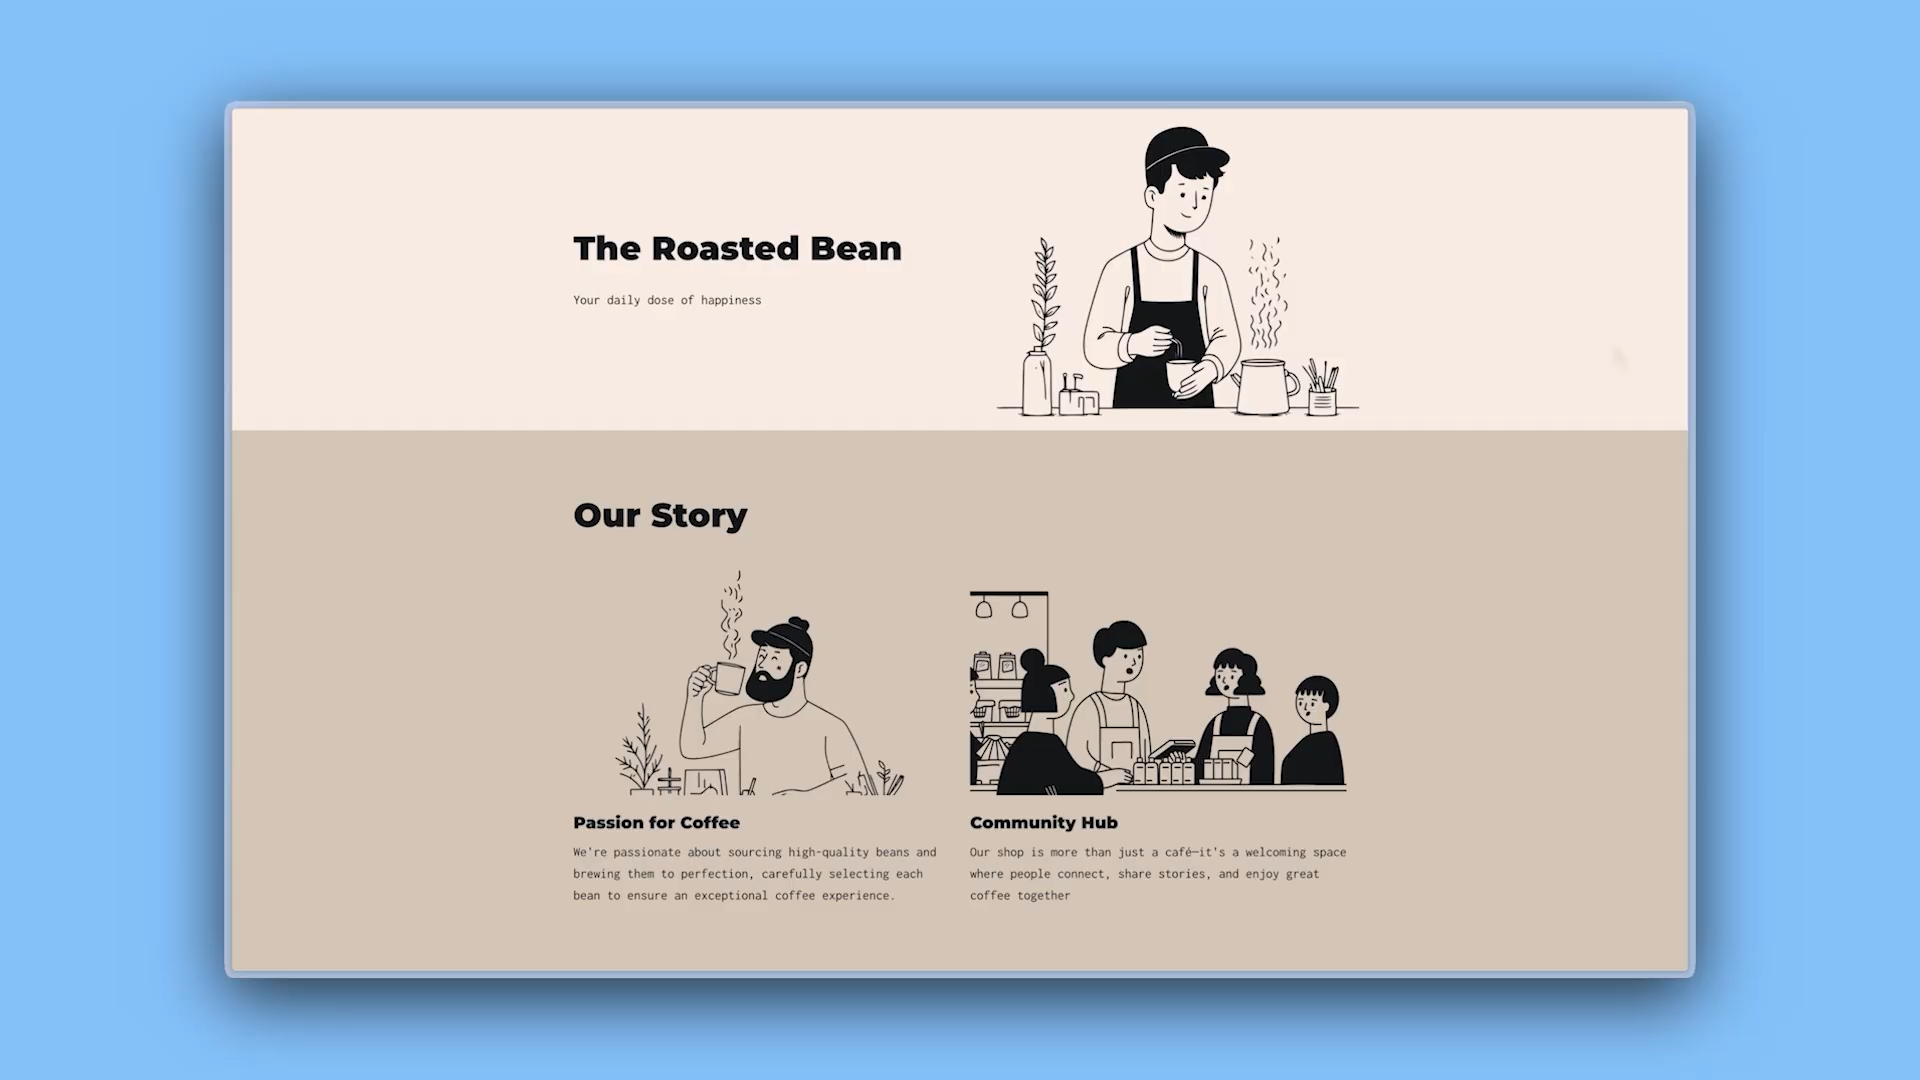 The Roasted Bean
Your daily dose of happiness
Our Story
Passion for Coffee
We're passionate about sourcing high-quality beans and
brewing them to perfection, carefully selecting each
bean to ensure an exceptional coffee experience.
Community Hub
Our shop is more than just a café—it's a welcoming space
where people connect, share stories, and enjoy great
coffee together